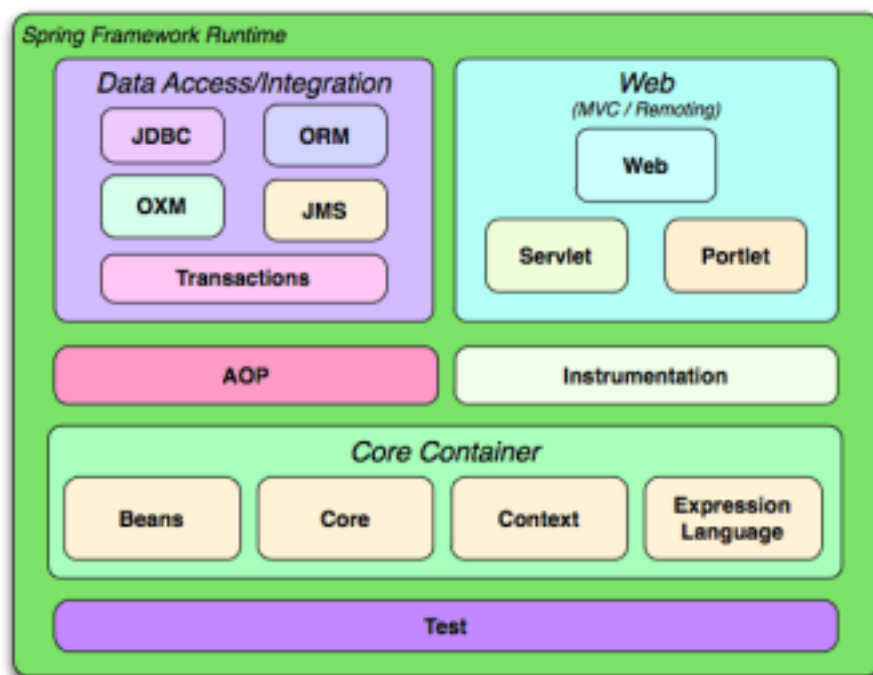 Spring Framework Runtime
Data Access/Integration
JDBC
ORM
OXM
JMS
Transactions
Web
(MVC / Remoting)
Web
Servlet
Portlet
AOP
Instrumentation
Core Container
Beans
Core
Context
Expression
Language
Test